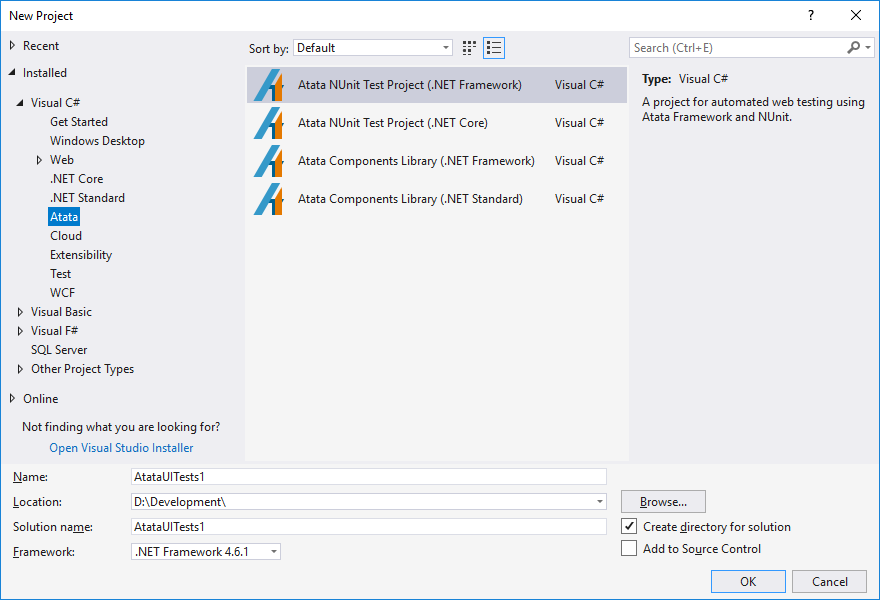 New Project
?
Recent
Installed
Visual C#
Get Started
Windows Desktop
Web
.NET Core
.NET Standard
Atata
Cloud
Extensibility
Test
WCF
Visual Basic
Visual F#
SQL Server
Other Project Types
Online
Not finding what you are looking for?
Open Visual Studio Installer
Sort by: Default
Atata NUnit Test Project (.NET Framework) Visual C#
Atata NUnit Test Project (.NET Core) Visual C#
Atata Components Library (.NET Framework) Visual C#
Atata Components Library (.NET Standard) Visual C#
Search (Ctrl+E)
Type: Visual C#
A project for automated web testing using
Atata Framework and NUnit.
Name: AtataUITests1
Location: D:\Development\ Browse...
Solution name: AtataUITests1 Create directory for solution
Framework: .NET Framework 4.6.1 Add to Source Control
OK Cancel